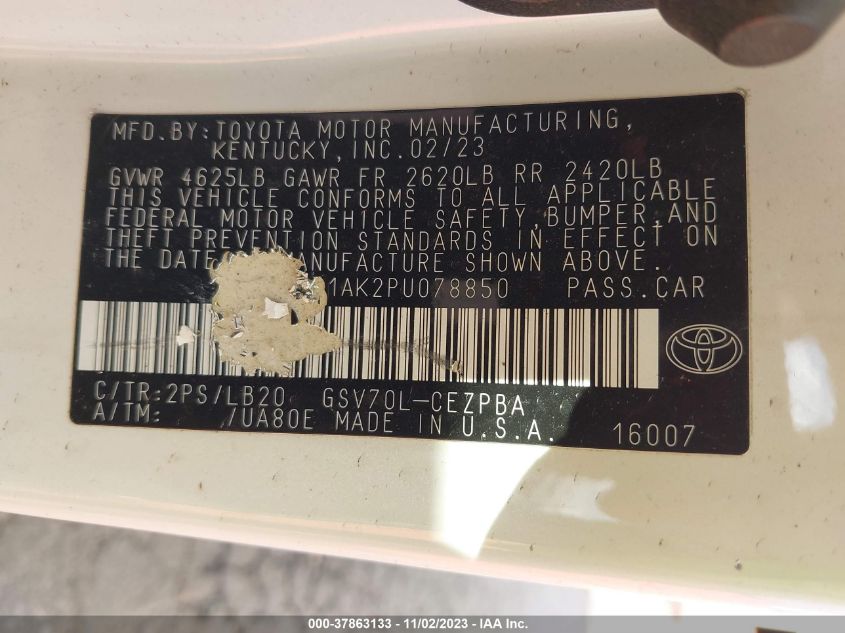 MFD.BY:TOYOTA MOTOR MANUFACTURING,
KENTUCKY,INC.02/23
GVWR 4625LB GAWR FR 2620LB RR 2420LB
THIS VEHICLE CONFORMS TO ALL APPLICABLE
FEDERAL MOTOR VEHICLE SAFETY,BUMPER,AND
THEFT PREVENTION STANDARDS IN EFFECT ON
THE DATE MANUFACTURE SHOWN ABOVE.
1AK2PU078850 PASS.CAR
C/TR:2PS/LB20 GSV70L-CEZPBA
A/TM: /UA80E MADE IN U.S.A. 16007
000-37863133 - 11/02/2023 - IAA Inc.